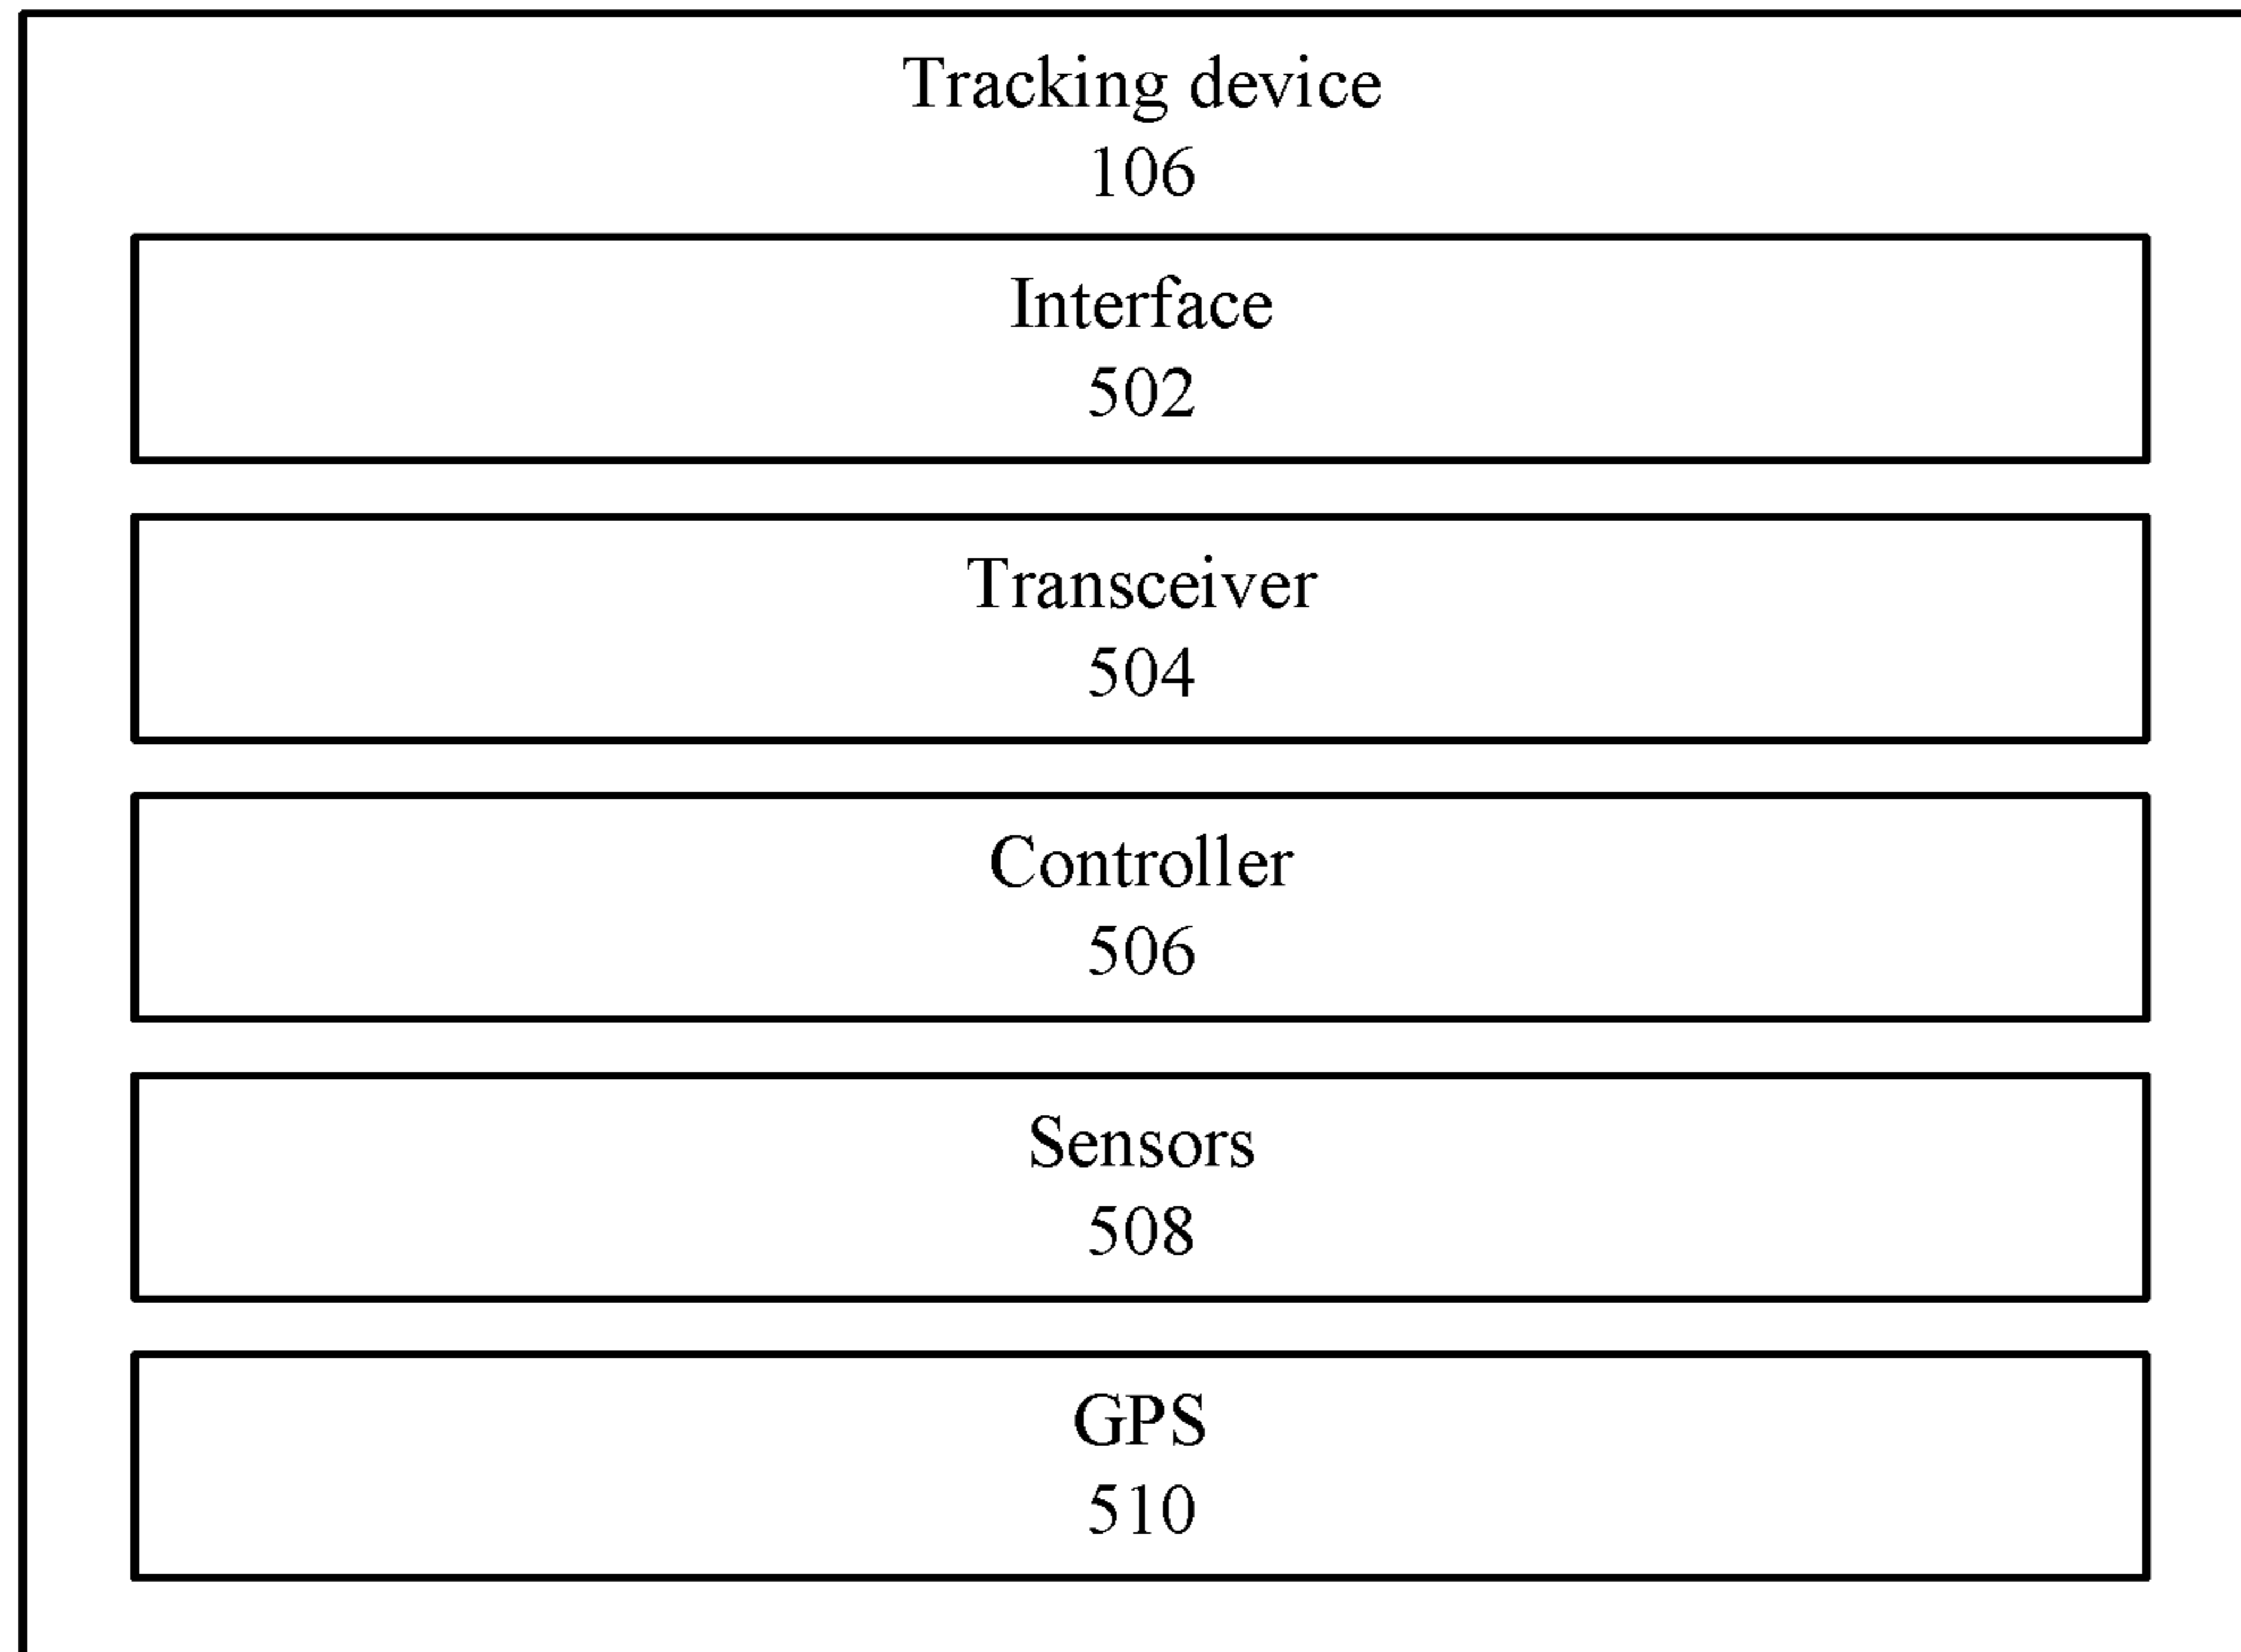 Tracking device
106
Interface
502
Transceiver
504
Controller
506
Sensors
508
GPS
510